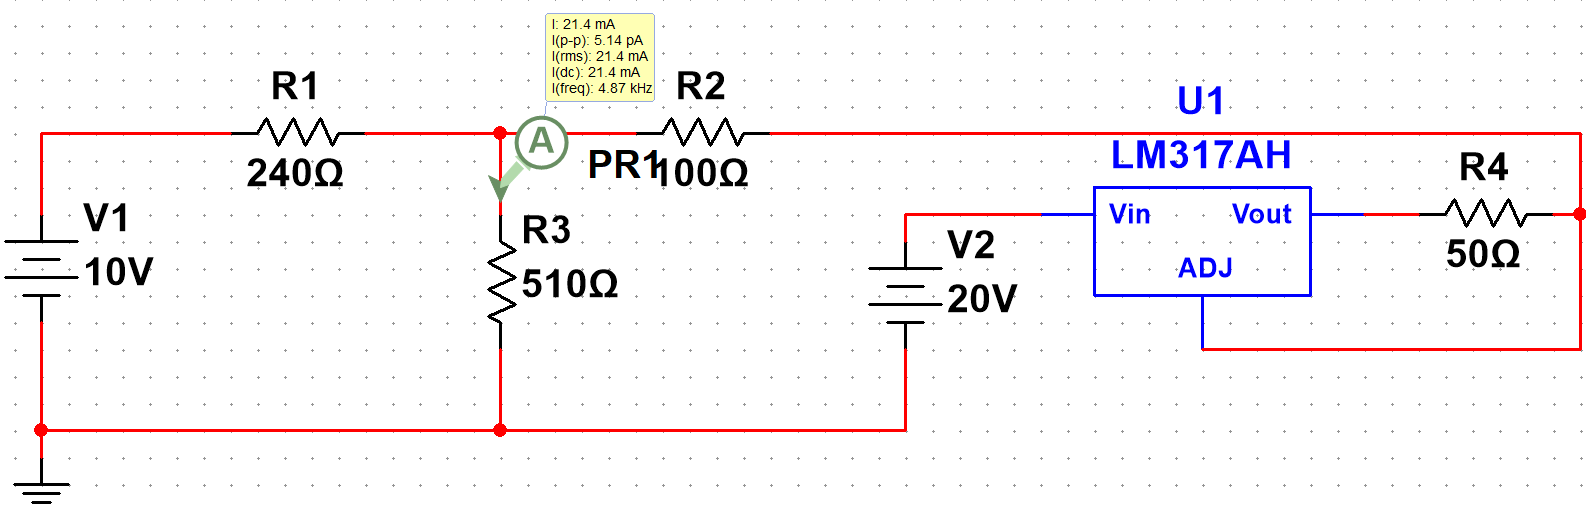 I: 21.4 mA
I(p-p): 5.14 pA
I(rms): 21.4 mA
I(dc): 21.4 mA
I(freq): 4.87 kHz
R1
240Ω
A
PR1
R2
100Ω
U1
LM317AH
Vin
Vout
ADJ
R4
50Ω
V1
10V
R3
510Ω
V2
20V